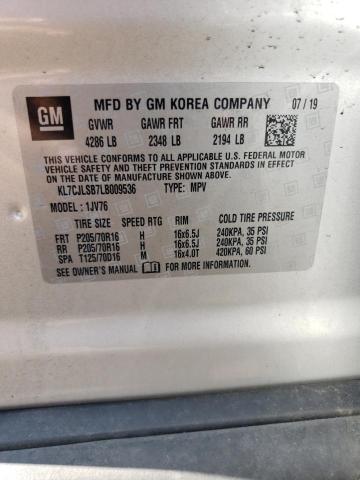 GM
MFD BY GM KOREA COMPANY 07/19
GVWR GAWR FRT GAWR RR
4286 LB 2348 LB 2194 LB
THIS VEHICLE CONFORMS TO ALL APPLICABLE U.S. FEDERAL MOTOR
VEHICLE SAFETY, BUMPER, AND THEFT PREVENTION STANDARDS IN
EFFECT ON THE DATE OF MANUFACTURE SHOWN ABOVE.
KL7CJLSB7LB009536 TYPE: MPV
MODEL: 1JV76
TIRE SIZE SPEED RTG RIM COLD TIRE PRESSURE
FRT P205/70R16 H 16x6.5J 240KPA, 35 PSI
RR P205/70R16 H 16x6.5J 240KPA, 35 PSI
SPA T125/70D16 M 16x4.0T 420KPA, 60 PSI
SEE OWNER'S MANUAL FOR MORE INFORMATION.